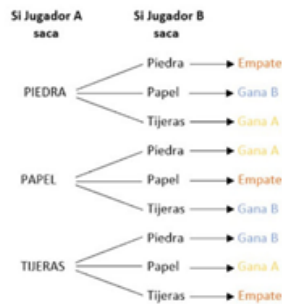 Si Jugador A saca
Si Jugador B saca
PIEDRA
Piedra Empate
Papel Gana B
Tijeras Gana A
PAPEL
Piedra Gana A
Papel Empate
Tijeras Gana B
TIJERAS
Piedra Gana B
Papel Gana A
Tijeras Empate